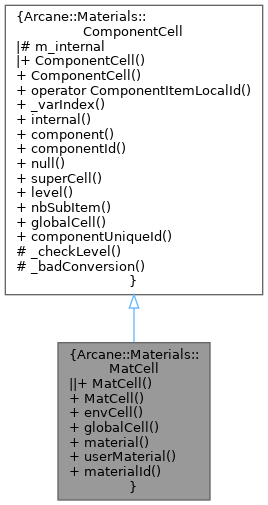 {Arcane::Materials::
ComponentCell
|# m_internal
|+ ComponentCell()
+ ComponentCell()
+ operator ComponentItemLocalId()
+ _varIndex()
+ internal()
+ component()
+ componentId()
+ null()
+ superCell()
+ level()
+ nbSubItem()
+ globalCell()
+ componentUniqueId()
# _checkLevel()
# _badConversion()
}
{Arcane::Materials::
MatCell
||+ MatCell()
+ MatCell()
+ envCell()
+ globalCell()
+ material()
+ userMaterial()
+ materialId()
}